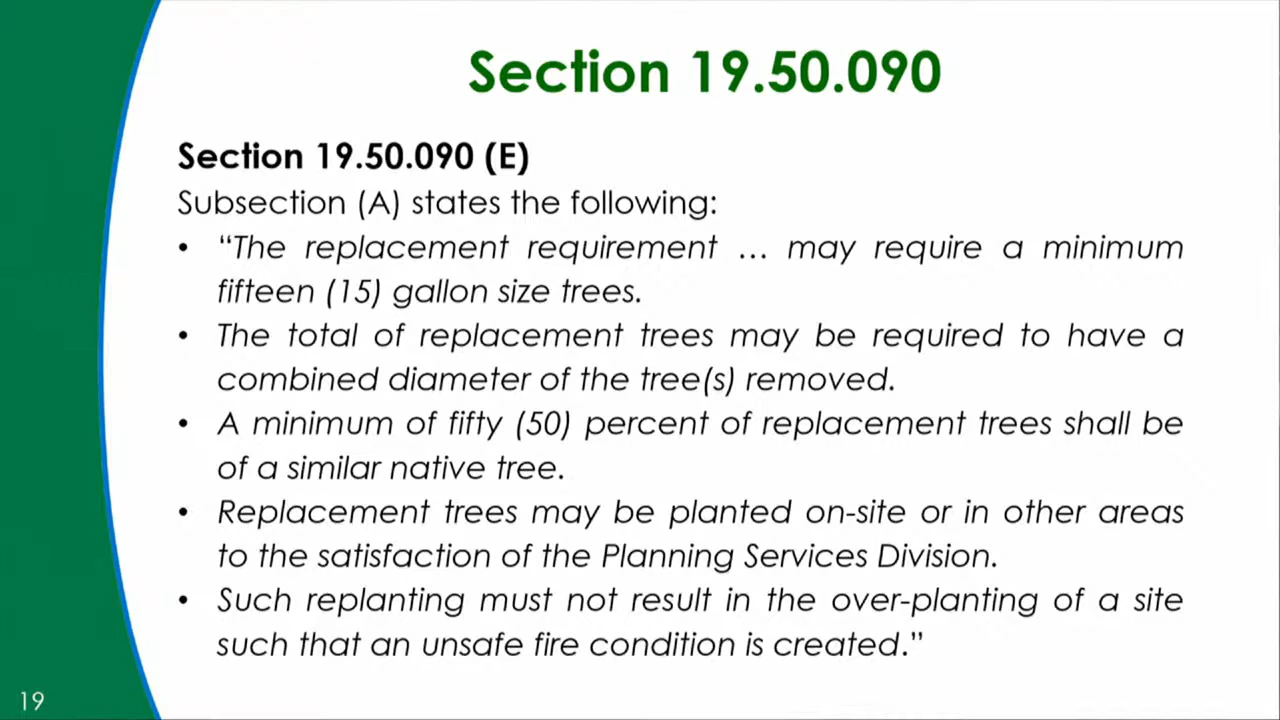 Section 19.50.090
Section 19.50.090 (E)
Subsection (A) states the following:
• “The replacement requirement … may require a minimum
fifteen (15) gallon size trees.
• The total of replacement trees may be required to have a
combined diameter of the tree(s) removed.
• A minimum of fifty (50) percent of replacement trees shall be
of a similar native tree.
• Replacement trees may be planted on-site or in other areas
to the satisfaction of the Planning Services Division.
• Such replanting must not result in the over-planting of a site
such that an unsafe fire condition is created.”
19